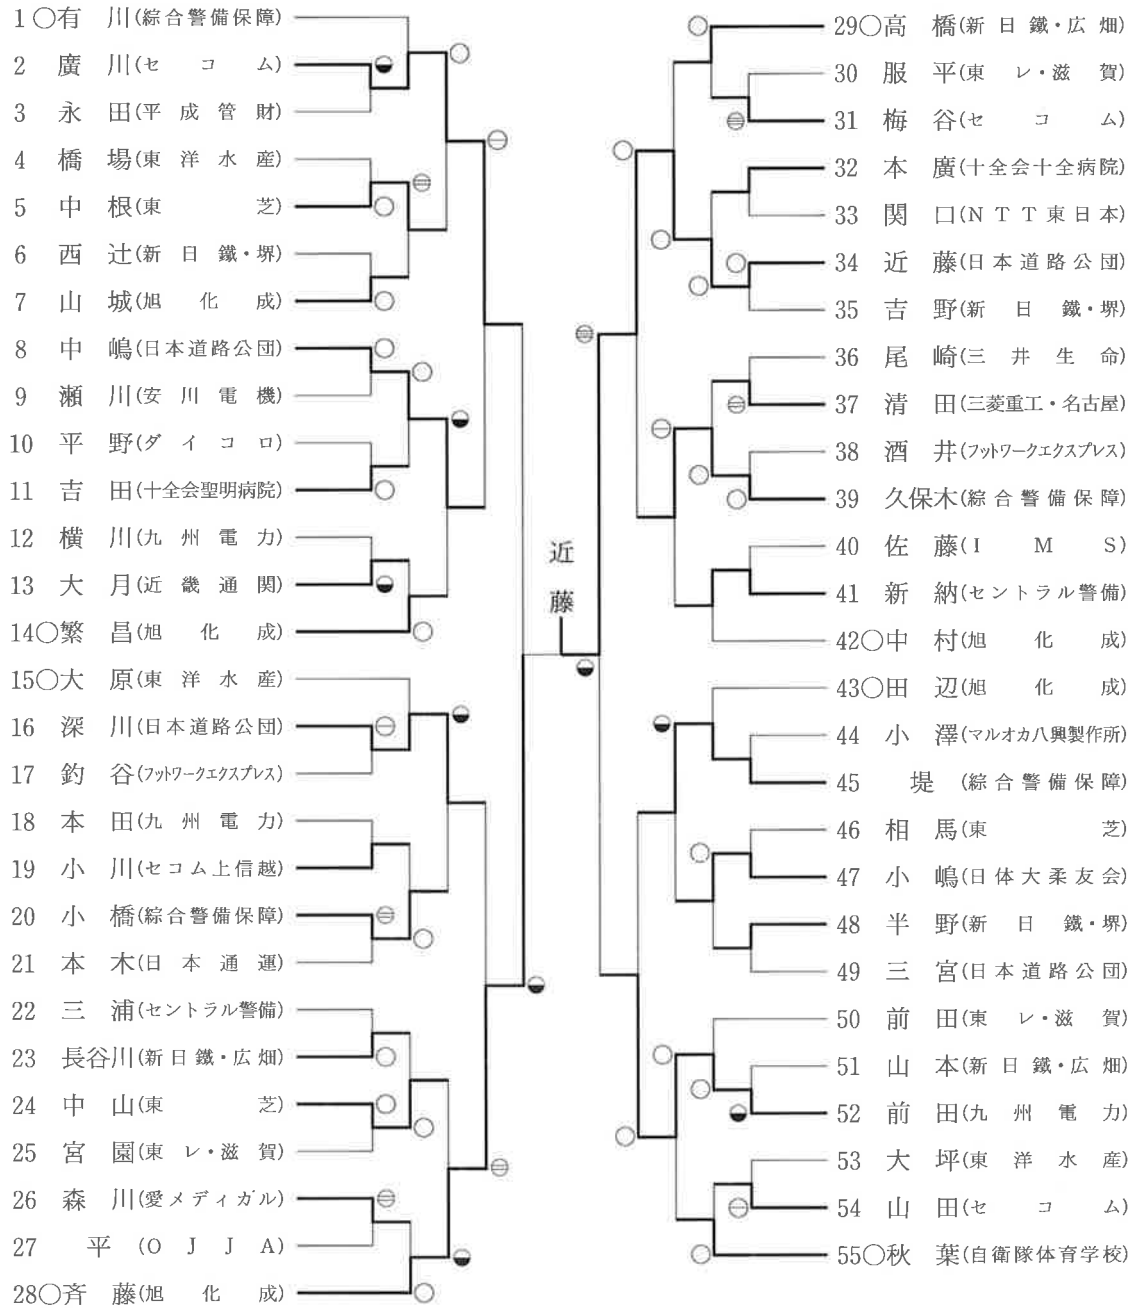 1○有 川(綜合警備保障)
2 廣 川(セコム)
3 永 田(平成管財)
4 橋 場(東洋水産)
5 中 根(東芝)
6 西 辻(新日鐵・堺)
7 山 城(旭化成)
8 中 嶋(日本道路公団)
9 瀬 川(安川電機)
10 平 野(ダイコロ)
11 吉 田(十全会聖明病院)
12 横 川(九州電力)
13 大 月(近畿通関)
14○繁 昌(旭化成)
15○大 原(東洋水産)
16 深 川(日本道路公団)
17 釣 谷(フットワークエクスプレス)
18 本 田(九州電力)
19 小 川(セコム上信越)
20 小 橋(綜合警備保障)
21 本 木(日本通運)
22 三 浦(セントラル警備)
23 長谷川(新日鐵・広畑)
24 中 山(東芝)
25 宮 園(東レ・滋賀)
26 森 川(愛メディカル)
27 平 (OJJA)
28○斉 藤(旭化成)
近藤
29○高 橋(新日鐵・広畑)
30 服 平(東レ・滋賀)
31 梅 谷(セコム)
32 本 廣(十全会十全病院)
33 関 口(NTT東日本)
34 近 藤(日本道路公団)
35 吉 野(新日鐵・堺)
36 尾 崎(三井生命)
37 清 田(三菱重工・名古屋)
38 酒 井(フットワークエクスプレス)
39 久保木(綜合警備保障)
40 佐 藤(IMS)
41 新 納(セントラル警備)
42○中 村(旭化成)
43○田 辺(旭化成)
44 小 澤(マルオカ八興製作所)
45 堤 (綜合警備保障)
46 相 馬(東芝)
47 小 嶋(日体大柔友会)
48 半 野(新日鐵・堺)
49 三 宮(日本道路公団)
50 前 田(東レ・滋賀)
51 山 本(新日鐵・広畑)
52 前 田(九州電力)
53 大 坪(東洋水産)
54 山 田(セコム)
55○秋 葉(自衛隊体育学校)